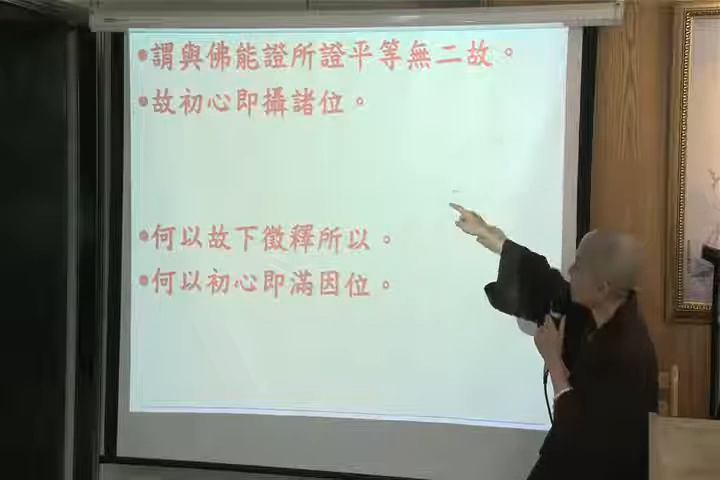 •謂與佛能證所證平等無二故。
•故初心即攝諸位。
•何以故下徵釋所以。
•何以初心即滿因位。